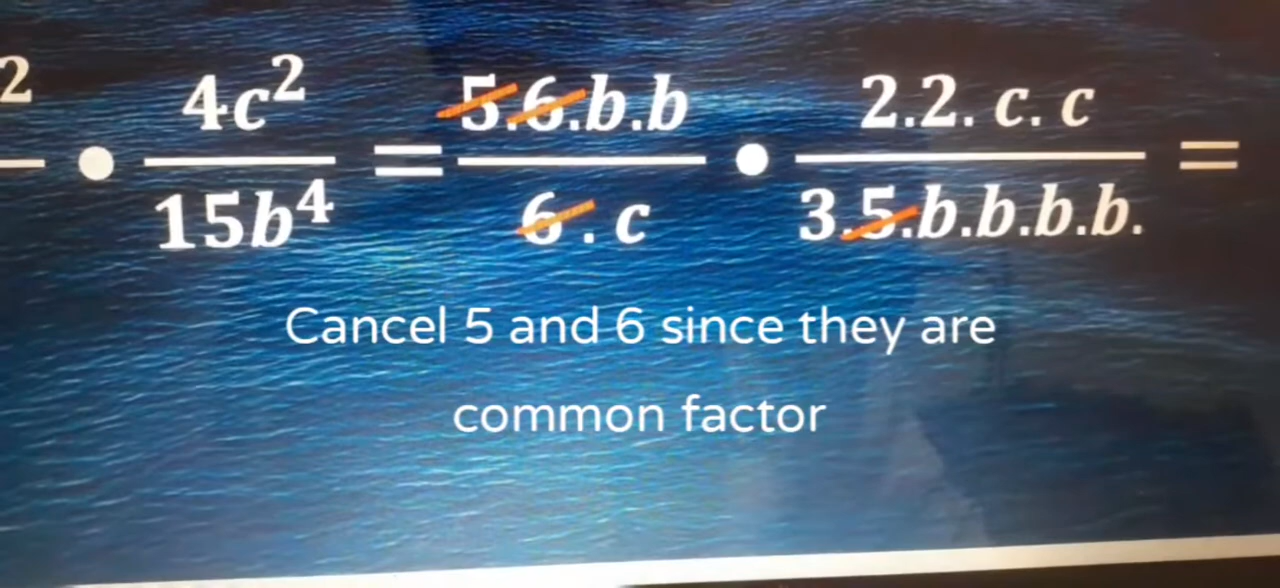 2 4c² 5.6.b.b 2.2. c. c
— • — = — • — =
15b⁴ 6 . c 3.5.b.b.b.b.
Cancel 5 and 6 since they are
common factor